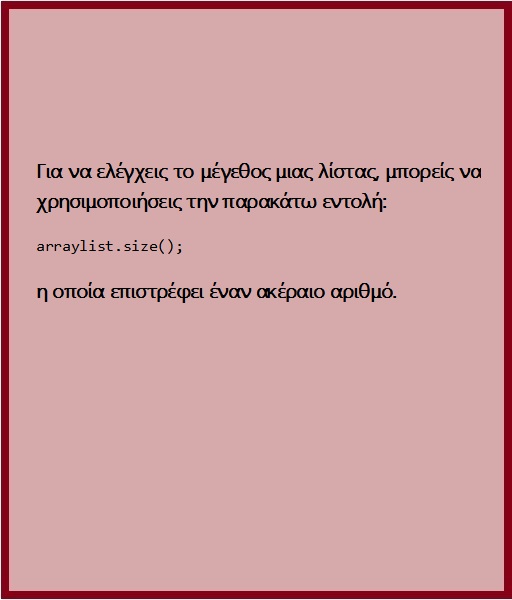 Για να ελέγχεις το μέγεθος μιας λίστας, μπορείς να
χρησιμοποιήσεις την παρακάτω εντολή:
arraylist.size();
η οποία επιστρέφει έναν ακέραιο αριθμό.